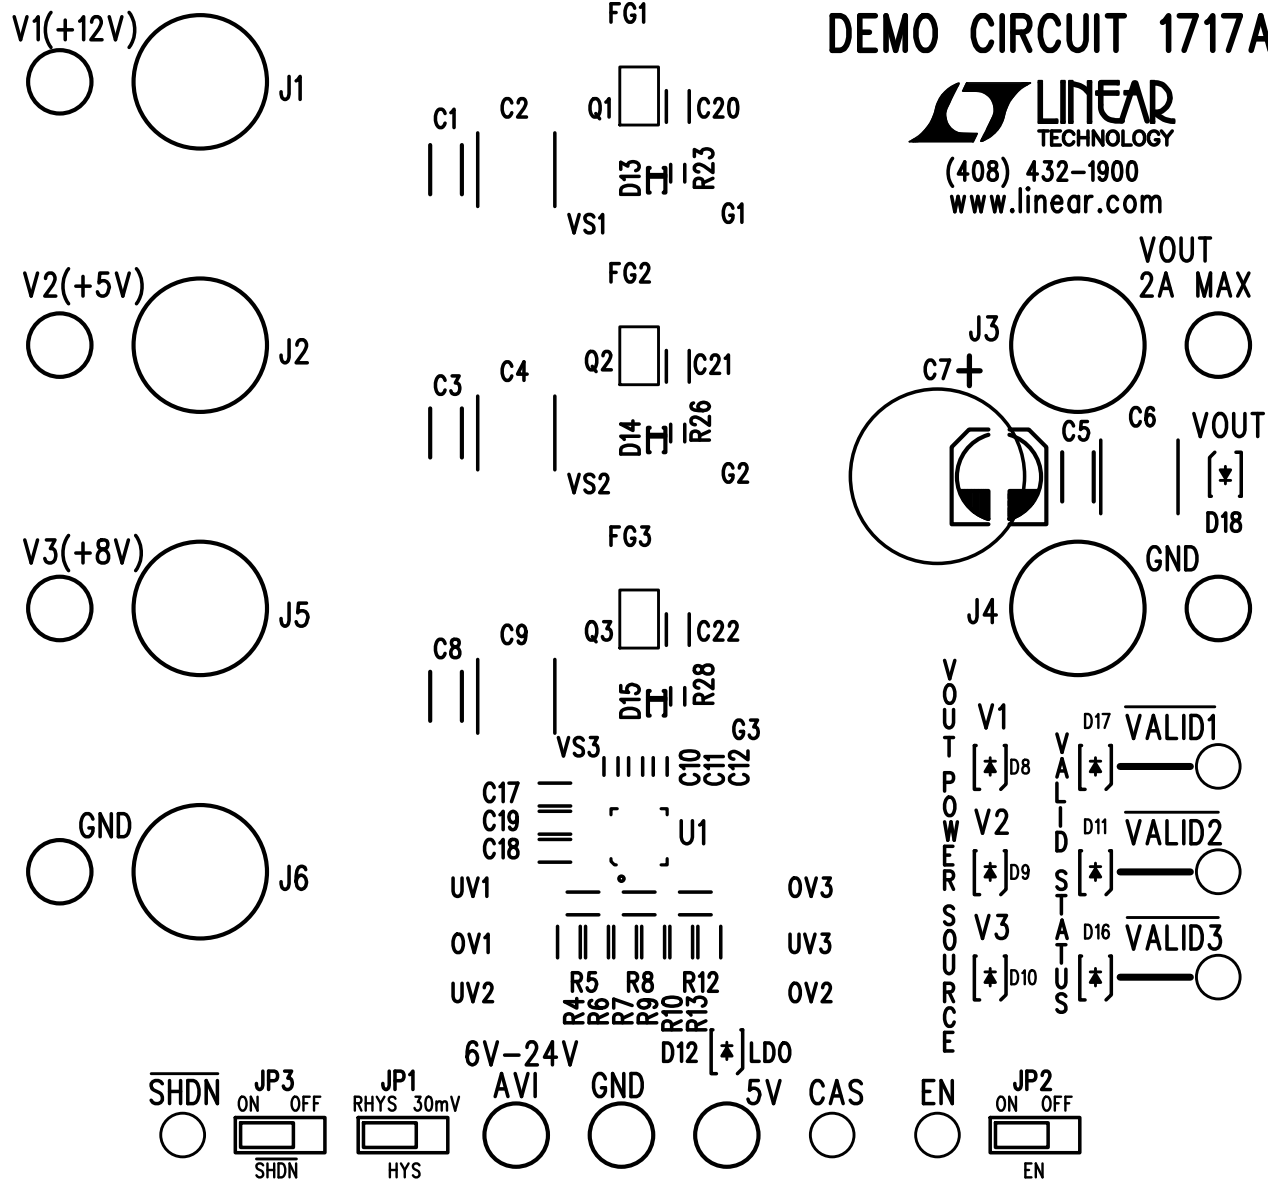 FG1
DEMO CIRCUIT 1717A
V1(+12V)
J1
Q1
C20
C1
C2
D13
R23
VS1
G1
LINEAR
TECHNOLOGY
(408) 432-1900
www.linear.com
V2(+5V)
J2
FG2
Q2
C21
C3
C4
D14
R26
VS2
G2
VOUT
2A MAX
J3
C7 +
C5
C6
VOUT
D18
V3(+8V)
J5
FG3
Q3
C22
C8
C9
D15
R28
VS3
G3
C10
C11
C12
GND
J4
GND
J6
C17
C19
C18
U1
VOUT POWER SOURCE
V1
D8
V2
D9
V3
D10
VALID STATUS
D17
VALID1
D11
VALID2
D16
VALID3
UV1
OV1
UV2
OV3
UV3
OV2
R5
R8
R12
R4
R6
R7
R9
R10
R13
6V-24V
AVI
GND
D12
LDO
5V
CAS
EN
SHDN
JP3
ON OFF
SHDN
JP1
RHYS 30mV
HYS
JP2
ON OFF
EN